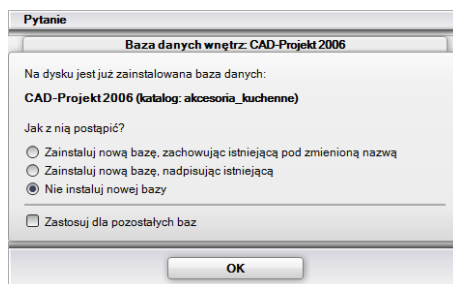 Pytanie
Baza danych wnętrz: CAD-Projekt 2006
Na dysku jest już zainstalowana baza danych:
CAD-Projekt 2006 (katalog: akcesoria_kuchenne)
Jak z nią postąpić?
Zainstaluj nową bazę, zachowując istniejącą pod zmienioną nazwą
Zainstaluj nową bazę, nadpisując istniejącą
Nie instaluj nowej bazy
Zastosuj dla pozostałych baz
OK